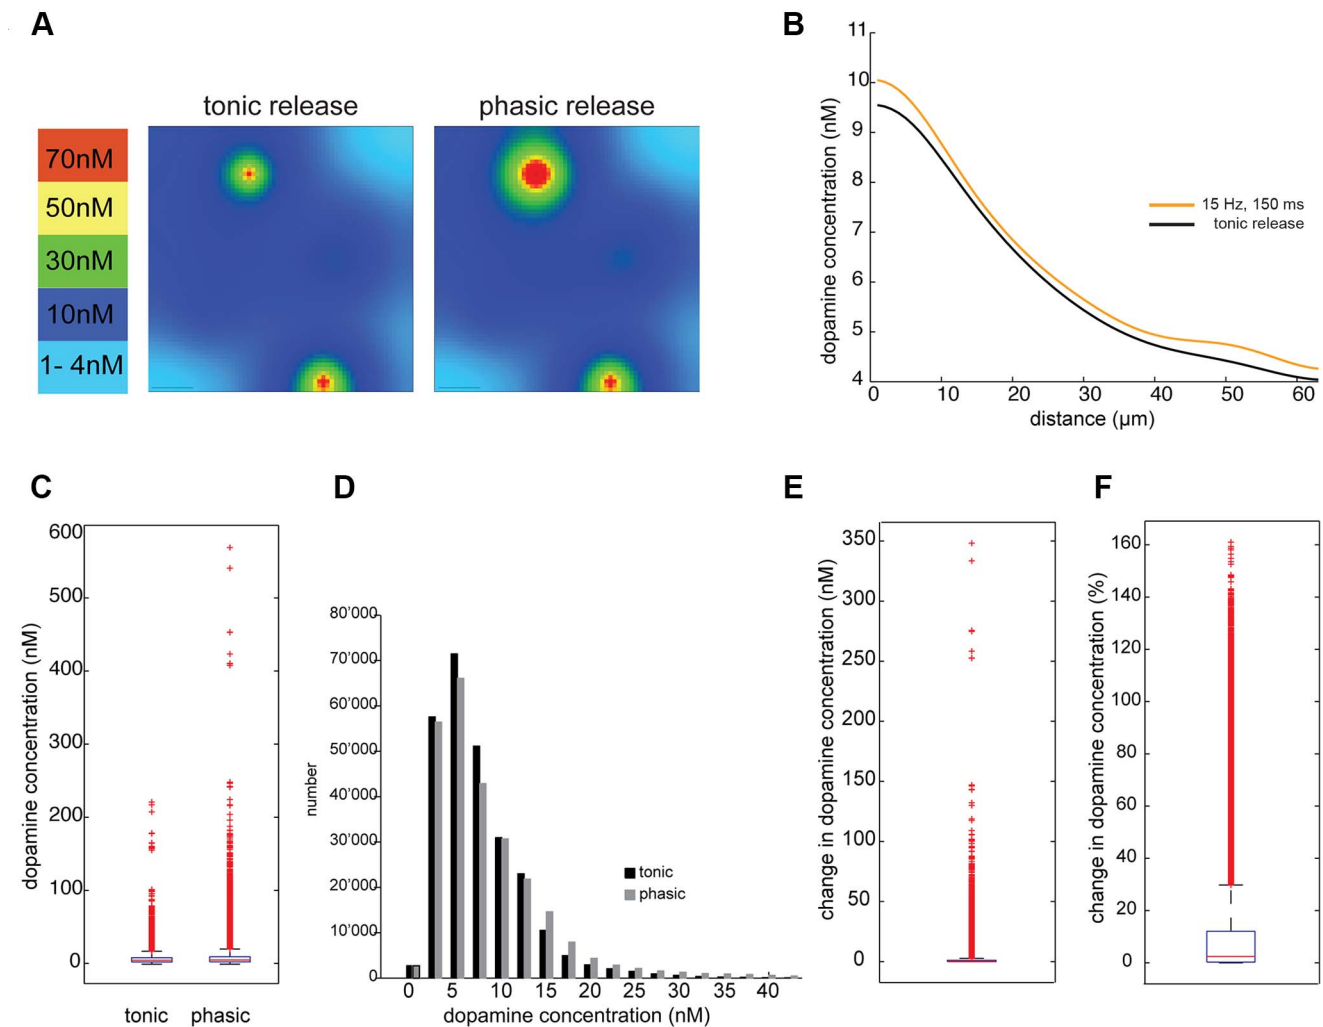 A
tonic release
phasic release
70nM
50nM
30nM
10nM
1- 4nM
B
dopamine concentration (nM)
11
10
9
8
7
6
5
4
0 10 20 30 40 50 60
distance (µm)
15 Hz, 150 ms
tonic release
C
dopamine concentration (nM)
600
500
400
300
200
100
0
tonic phasic
D
number
80’000
70’000
60’000
50’000
40’000
30’000
20’000
10’000
0
0 5 10 15 20 25 30 35 40
dopamine concentration (nM)
tonic
phasic
E
change in dopamine concentration (nM)
350
300
250
200
150
100
50
0
F
change in dopamine concentration (%)
160
140
120
100
80
60
40
20
0